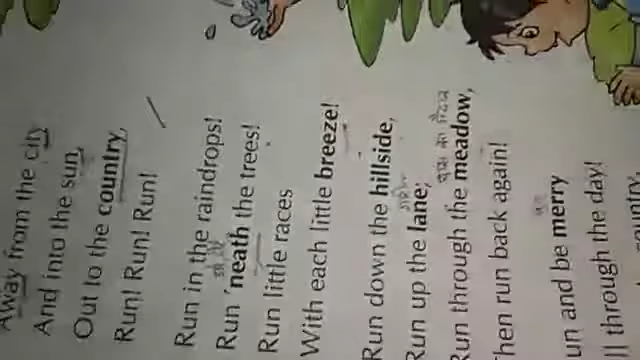 Away from the city
And into the sun,
Out to the country,
Run! Run! Run!
Run in the raindrops!
Run 'neath the trees!
Run little races
With each little breeze!
Run down the hillside,
Run up the lane;
Run through the meadow,
Then run back again!
un and be merry
ll through the day!
country,